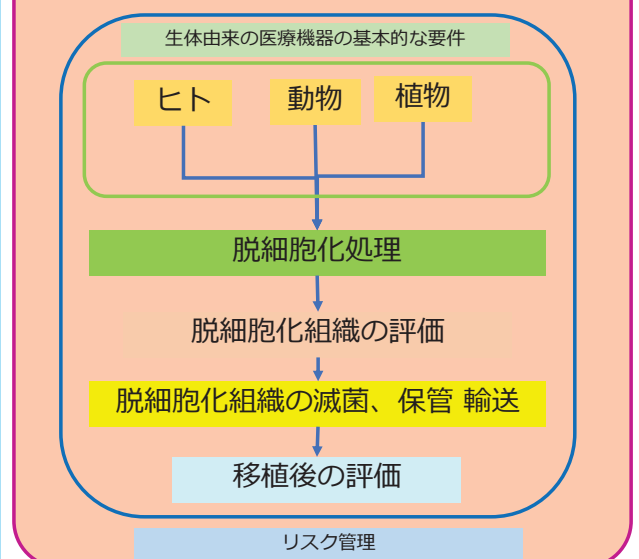 生体由来の医療機器の基本的な要件
ヒト 動物 植物
脱細胞化処理
脱細胞化組織の評価
脱細胞化組織の滅菌、保管 輸送
移植後の評価
リスク管理